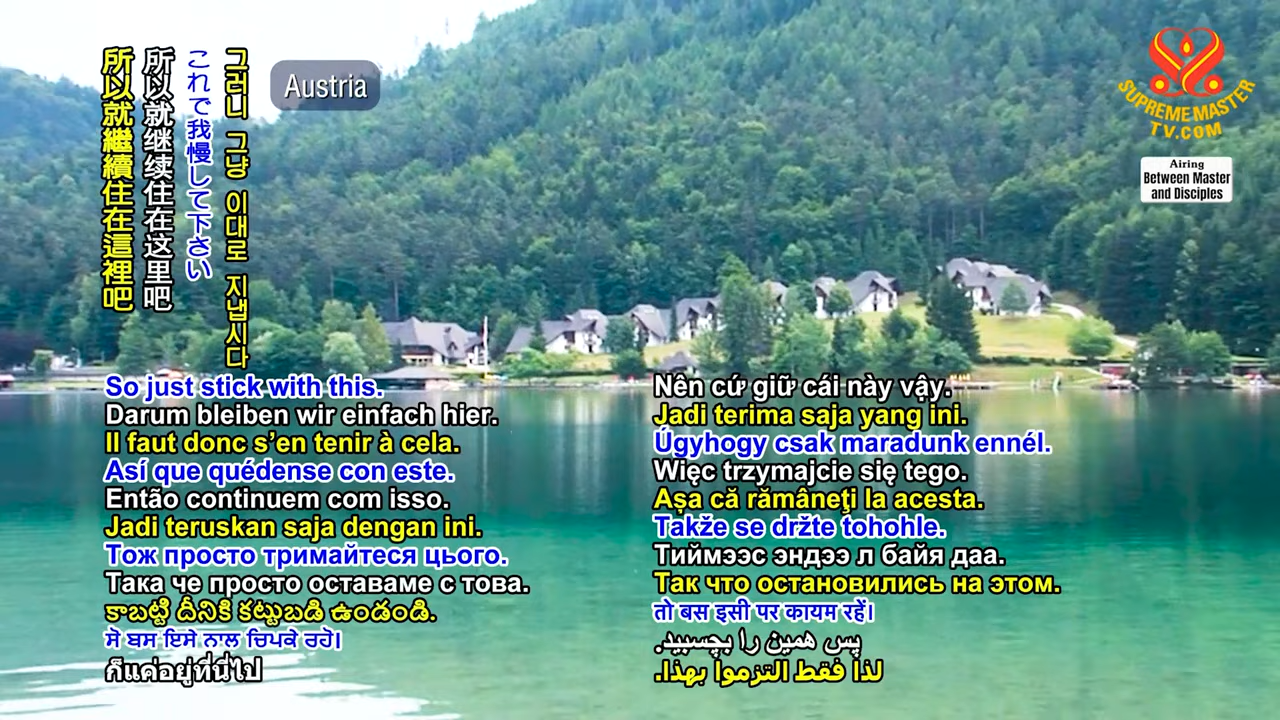 所以就繼續住在這裡吧
所以就继续住在这里吧
これで我慢して下さい
그러니 그냥 이대로 지냅시다
Austria
SUPREME MASTER
TV.COM
Airing
Between Master
and Disciples
So just stick with this.
Darum bleiben wir einfach hier.
Il faut donc s’en tenir à cela.
Así que quédense con este.
Então continuem com isso.
Jadi teruskan saja dengan ini.
Тож просто тримайтеся цього.
Така че просто оставаме с това.
కాబట్టి దీనికి కట్టుబడి ఉండండి.
ਸੋ ਬਸ ਇਸੇ ਨਾਲ ਚਿਪਕੇ ਰਹੋ।
ก็แค่อยู่ที่นี่ไป
Nên cứ giữ cái này vậy.
Jadi terima saja yang ini.
Úgyhogy csak maradunk ennél.
Więc trzymajcie się tego.
Așa că rămâneţi la acesta.
Takže se držte tohohle.
Тиймээс эндээ л байя даа.
Так что остановились на этом.
तो बस इसी पर कायम रहें।
پس همین را بچسبید.
لذا فقط التزموا بهذا.